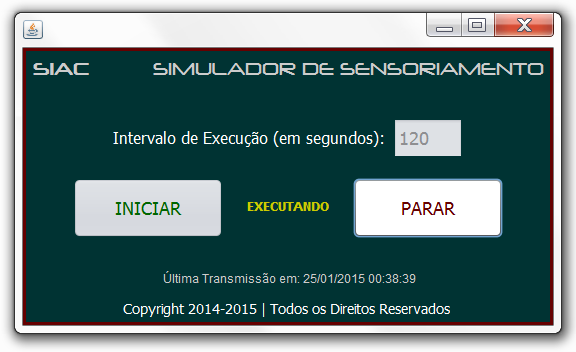 SIAC SIMULADOR DE SENSORIAMENTO
Intervalo de Execução (em segundos): 120
INICIAR EXECUTANDO PARAR
Última Transmissão em: 25/01/2015 00:38:39
Copyright 2014-2015 | Todos os Direitos Reservados